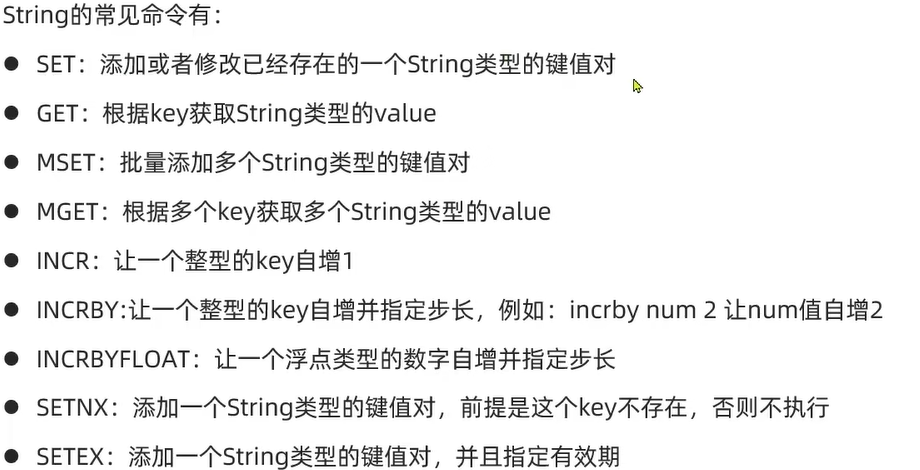 String的常见命令有：
● SET：添加或者修改已经存在的一个String类型的键值对
● GET：根据key获取String类型的value
● MSET：批量添加多个String类型的键值对
● MGET：根据多个key获取多个String类型的value
● INCR：让一个整型的key自增1
● INCRBY:让一个整型的key自增并指定步长，例如：incrby num 2 让num值自增2
● INCRBYFLOAT：让一个浮点类型的数字自增并指定步长
● SETNX：添加一个String类型的键值对，前提是这个key不存在，否则不执行
● SETEX：添加一个String类型的键值对，并且指定有效期